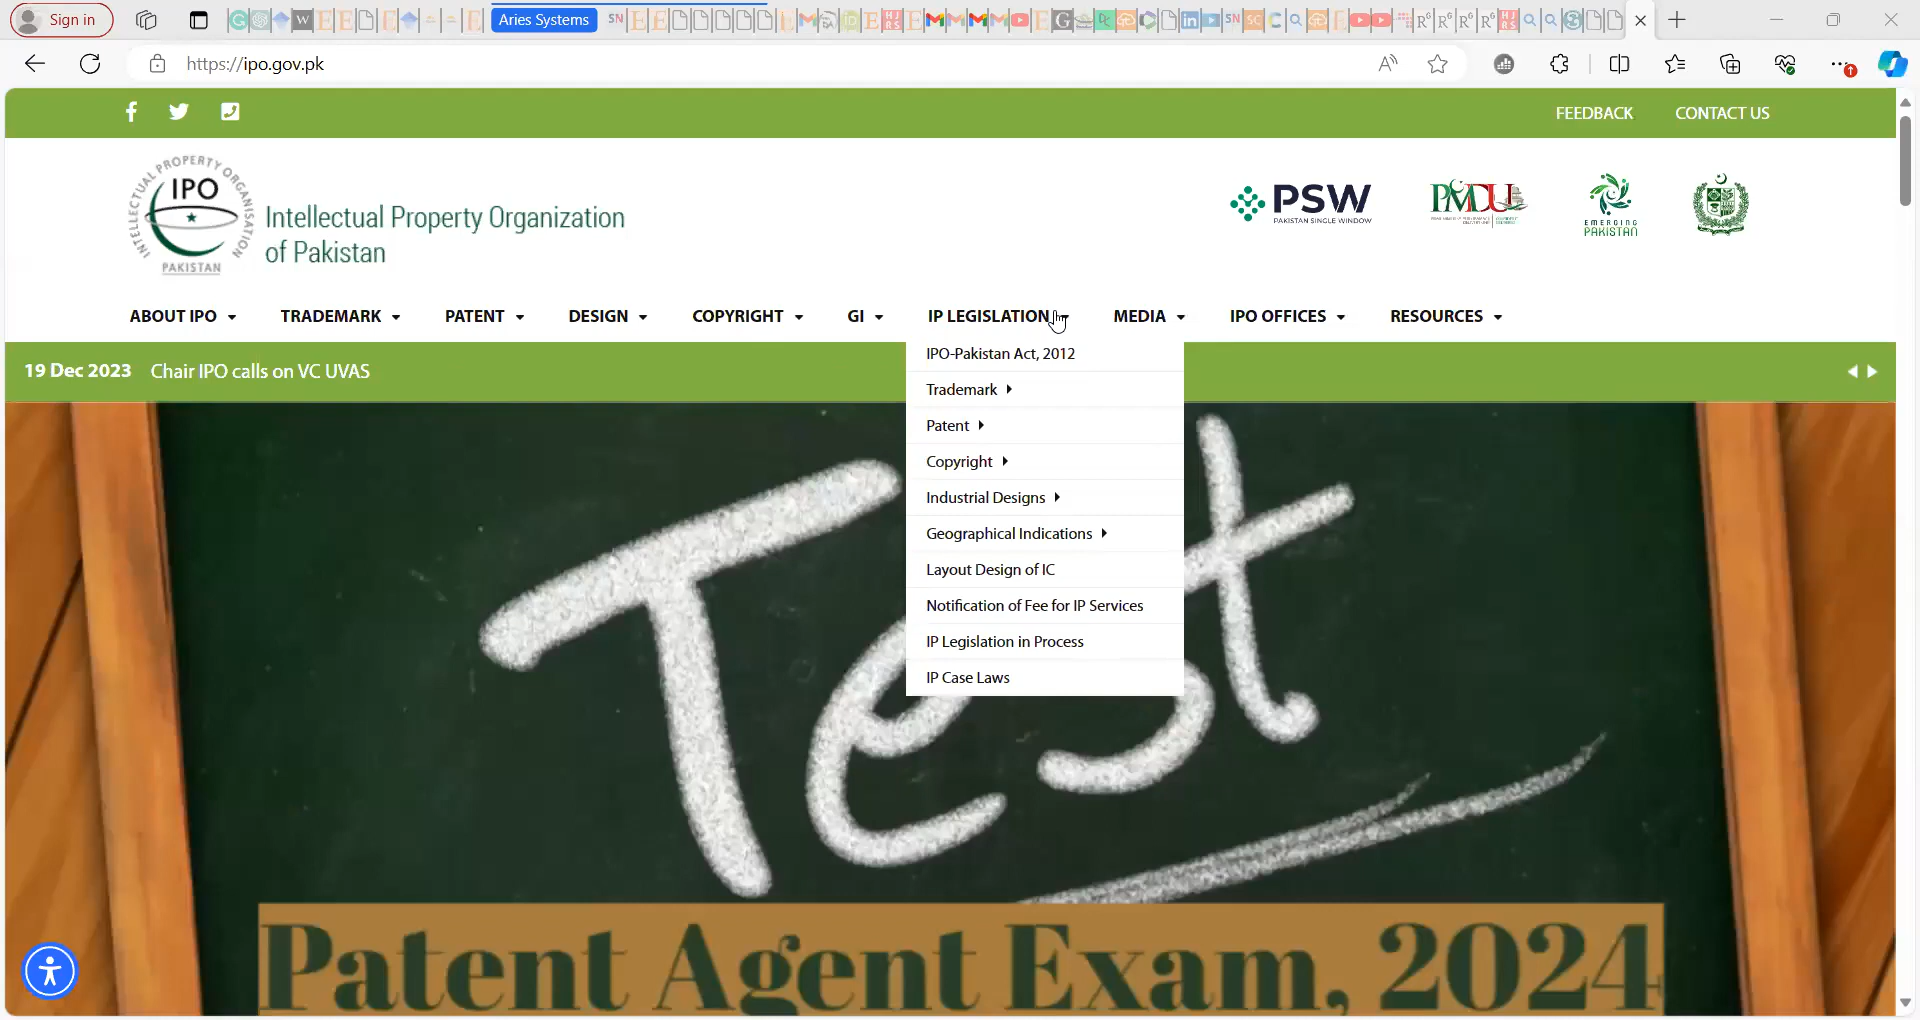 Sign in
Aries Systems
https://ipo.gov.pk
FEEDBACK CONTACT US
INTELLECTUAL PROPERTY ORGANISATION
IPO
PAKISTAN
Intellectual Property Organization
of Pakistan
PSW
PAKISTAN SINGLE WINDOW
PMDU
EMERGING
PAKISTAN
ABOUT IPO TRADEMARK PATENT DESIGN COPYRIGHT GI IP LEGISLATION MEDIA IPO OFFICES RESOURCES
19 Dec 2023 Chair IPO calls on VC UVAS
IPO-Pakistan Act, 2012
Trademark
Patent
Copyright
Industrial Designs
Geographical Indications
Layout Design of IC
Notification of Fee for IP Services
IP Legislation in Process
IP Case Laws
Test
Patent Agent Exam, 2024